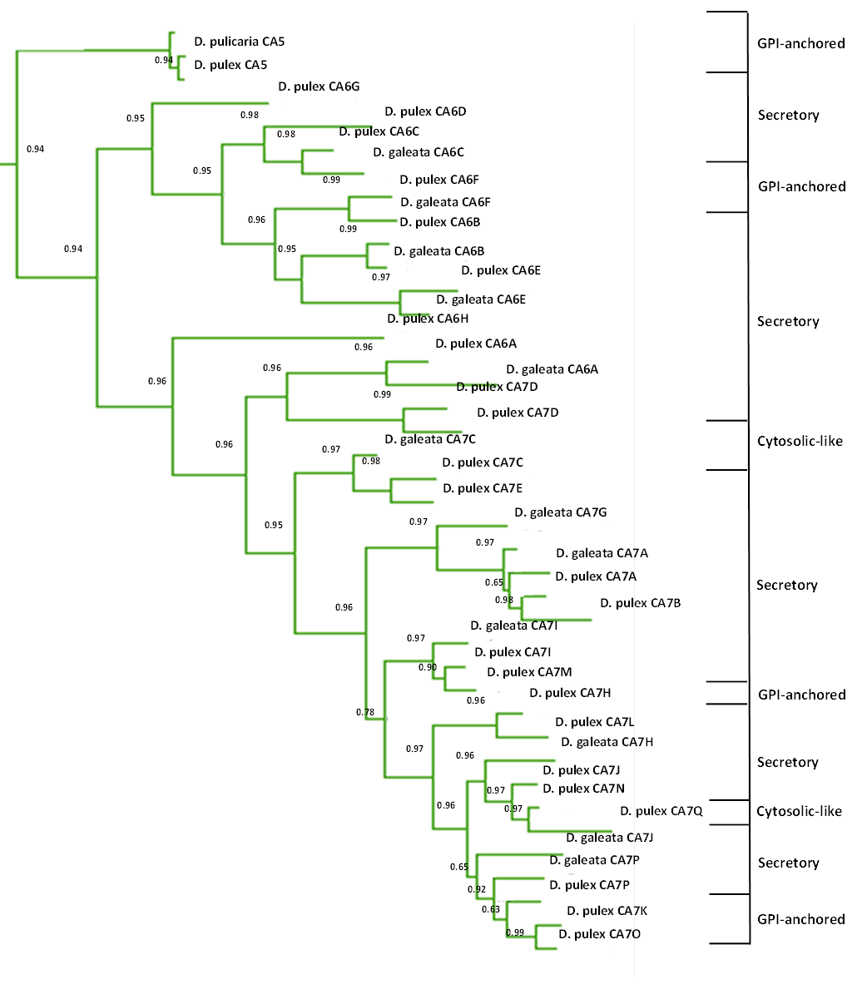 GPI-anchored
D. pulicaria CA5
0.94
D. pulex CA5
D. pulex CA6G
D. pulex CA6D
0.98
Secretory
0.95
D. pulex CA6C
0.98
0.94
D. galeata CA6C
0.95
0.99
D. pulex CA6F
GPI-anchored
D. galeata CA6F
0.96
D. pulex CA6B
0.99
0.94
0.95
D. galeata CA6B
D. pulex CA6E
0.97
D. galeata CA6E
D. pulex CA6H
Secretory
D. pulex CA6A
0.96
0.96
D. galeata CA6A
0.96
D. pulex CA7D
0.99
D. pulex CA7D
D. galeata CA7C
Cytosolic-like
0.96
0.97
0.98
D. pulex CA7C
D. pulex CA7E
D. galeata CA7G
0.95
0.97
0.97
D. galeata CA7A
D. pulex CA7A
0.65
Secretory
0.98
D. pulex CA7B
0.96
D. galeata CA7I
0.97
D. pulex CA7I
0.90
D. pulex CA7M
D. pulex CA7H
GPI-anchored
0.96
0.78
D. pulex CA7L
D. galeata CA7H
0.97
0.96
Secretory
D. pulex CA7J
D. pulex CA7N
0.97
0.96
0.97
D. pulex CA7Q
Cytosolic-like
D. galeata CA7J
D. galeata CA7P
Secretory
0.65
D. pulex CA7P
0.92
0.63
D. pulex CA7K
GPI-anchored
0.99
D. pulex CA7O